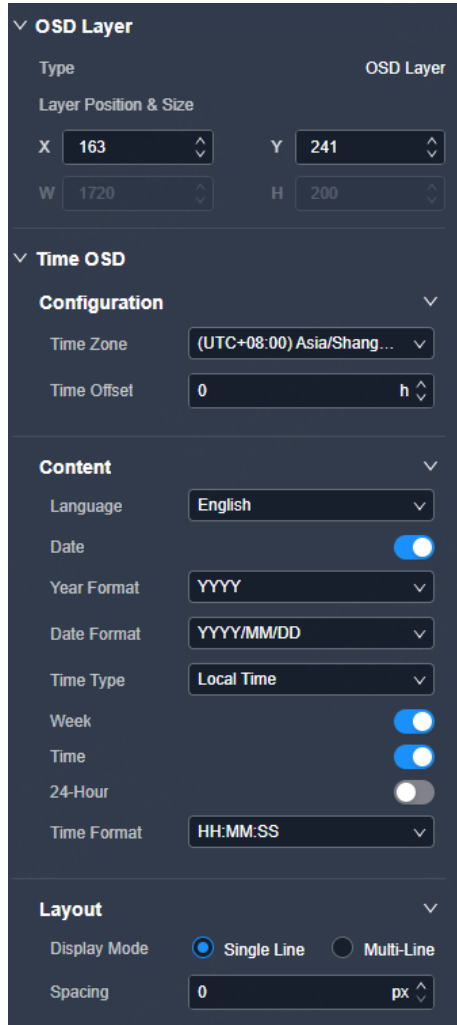 OSD Layer
Type OSD Layer
Layer Position & Size
X 163 Y 241
W 1720 H 200
Time OSD
Configuration
Time Zone (UTC+08:00) Asia/Shang...
Time Offset 0 h
Content
Language English
Date
Year Format YYYY
Date Format YYYY/MM/DD
Time Type Local Time
Week
Time
24-Hour
Time Format HH:MM:SS
Layout
Display Mode Single Line Multi-Line
Spacing 0 px